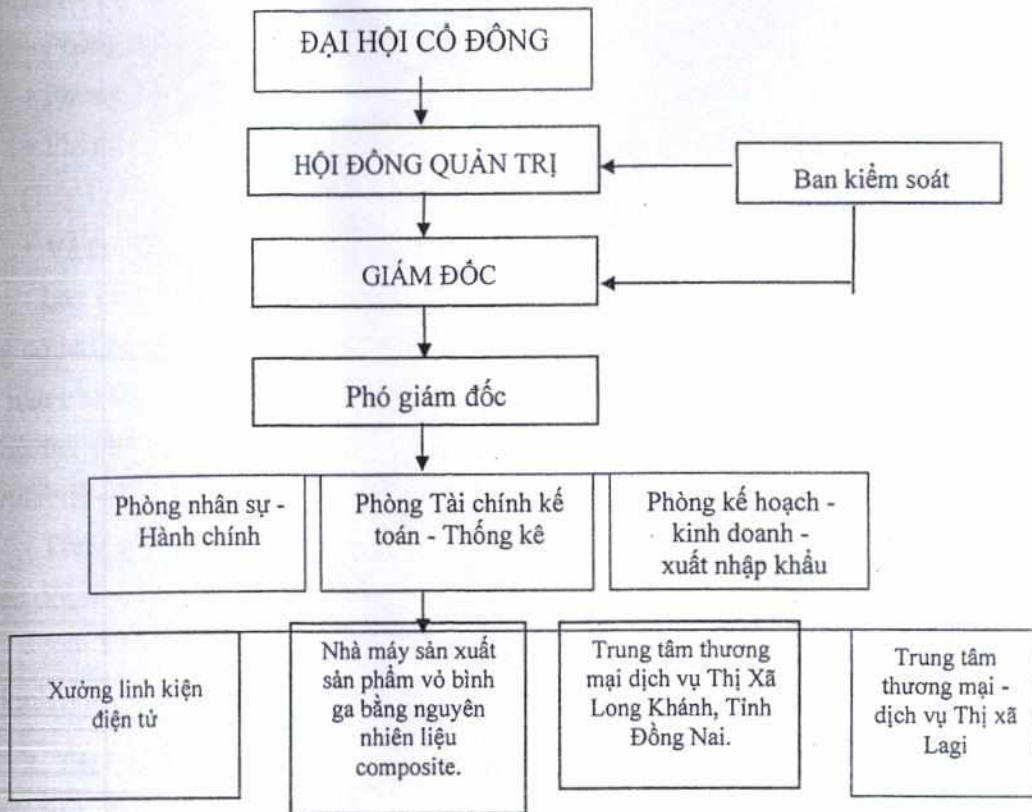 ĐẠI HỘI CỔ ĐÔNG
HỘI ĐÔNG QUẢN TRỊ
Ban kiểm soát
GIÁM ĐỐC
Phó giám đốc
Phòng nhân sự -
Hành chính
Phòng Tài chính kế
toán - Thống kê
Phòng kế hoạch -
kinh doanh -
xuất nhập khẩu
Xưởng linh kiện
điện tử
Nhà máy sản xuất
sản phẩm vỏ bình
ga bằng nguyên
nhiên liệu
composite.
Trung tâm thương
mại dịch vụ Thị Xã
Long Khánh, Tỉnh
Đồng Nai.
Trung tâm
thương mại -
dịch vụ Thị xã
Lagi